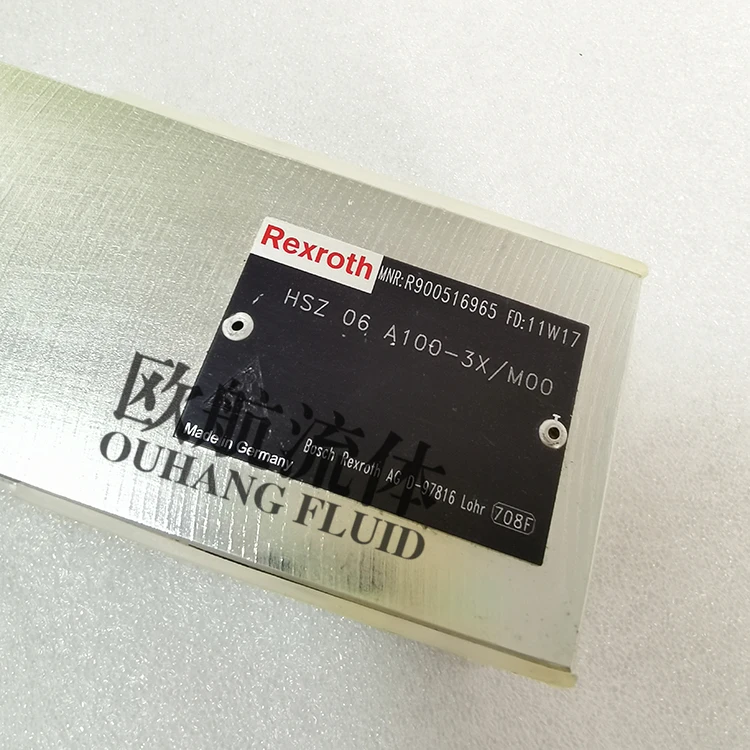 Rexroth
MNR:R900516965 FD:11W17
HSZ 06 A100-3X/M00
欧航流体
OUHANG FLUID
Made in Germany
Bosch Rexroth AG D-97816 Lohr 708F